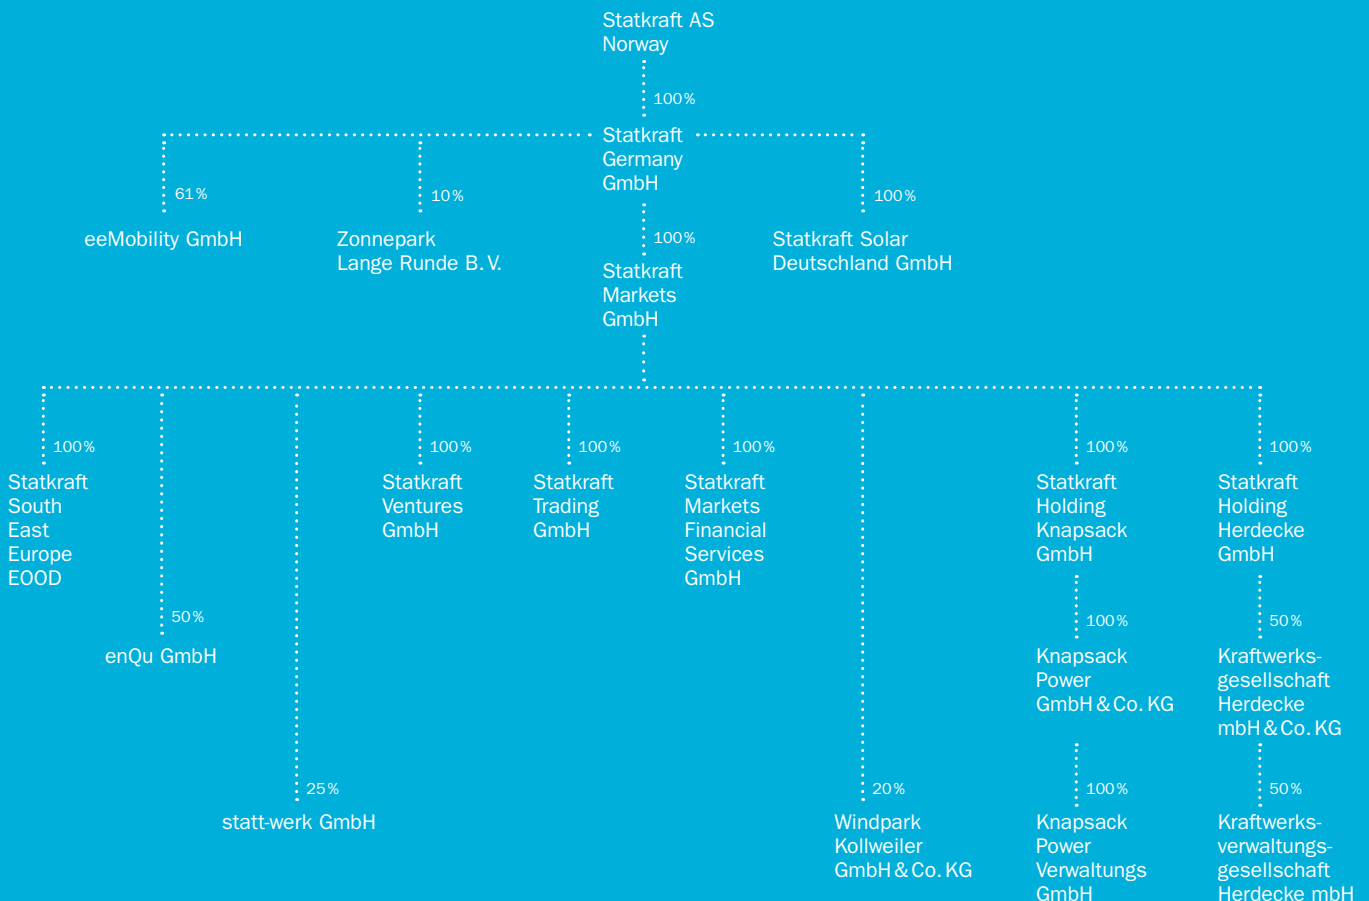 Statkraft AS
Norway
100%
Statkraft
Germany
GmbH
61%
eeMobility GmbH
10%
Zonnepark
Lange Runde B.V.
100%
Statkraft Solar
Deutschland GmbH
100%
Statkraft
Markets
GmbH
100%
Statkraft
South
East
Europe
EOOD
50%
enQu GmbH
25%
statt-werk GmbH
100%
Statkraft
Ventures
GmbH
100%
Statkraft
Trading
GmbH
100%
Statkraft
Markets
Financial
Services
GmbH
20%
Windpark
Kollweiler
GmbH & Co. KG
100%
Statkraft
Holding
Knapsack
GmbH
100%
Knapsack
Power
GmbH & Co. KG
100%
Knapsack
Power
Verwaltungs
GmbH
100%
Statkraft
Holding
Herdecke
GmbH
50%
Kraftwerks-
gesellschaft
Herdecke
mbH & Co. KG
50%
Kraftwerks-
verwaltungs-
gesellschaft
Herdecke mbH